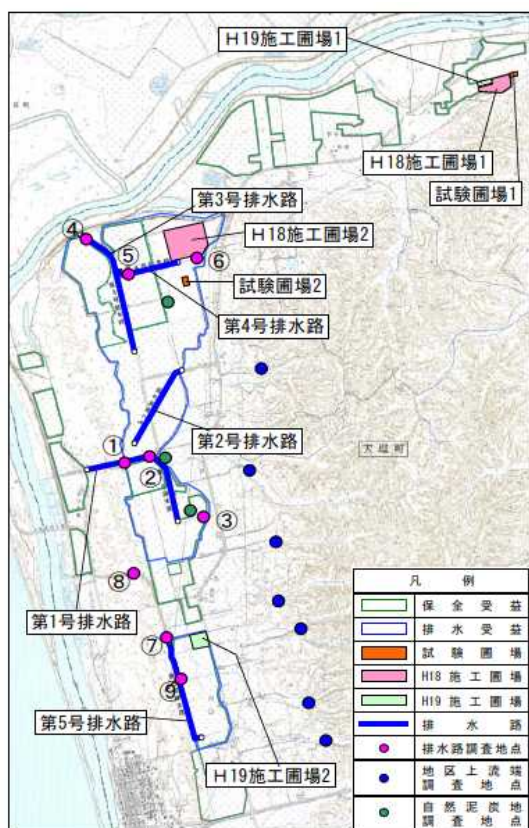 H19施工圃場1
H18施工圃場1
試験圃場1
第3号排水路
④
H18施工圃場2
⑤
⑥
試験圃場2
第4号排水路
第2号排水路
天塩町
①
②
③
⑧
第1号排水路
⑦
⑨
第5号排水路
H19施工圃場2
凡 例
保全受益
排水受益
試験圃場
H18施工圃場
H19施工圃場
排水路
排水路調査地点
地区上流端
調査地点
自然泥炭地
調査地点